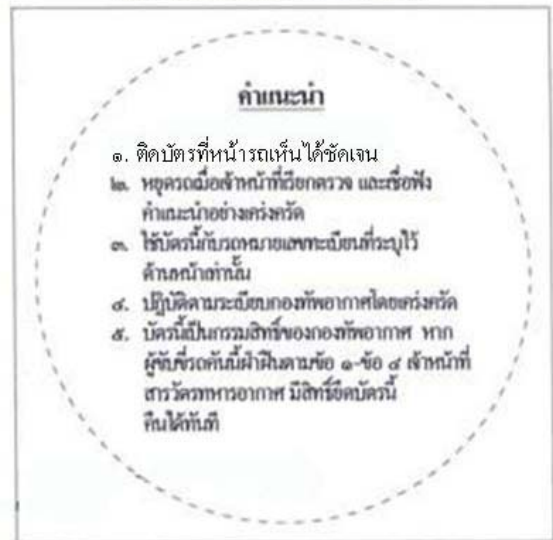 คำแนะนำ
๑. ติดบัตรที่หน้ารถเห็นได้ชัดเจน
๒. หยุดรถเมื่อเจ้าหน้าที่เรียกตรวจ และเชื่อฟัง
คำแนะนำอย่างเคร่งครัด
๓. ใช้บัตรนี้กับรถหมายเลขทะเบียนที่ระบุไว้
ด้านหน้าเท่านั้น
๔. ปฏิบัติตามระเบียบกองทัพอากาศโดยเคร่งครัด
๕. บัตรนี้เป็นกรรมสิทธิ์ของกองทัพอากาศ หาก
ผู้ขับขี่รถคันนี้ฝ่าฝืนตามข้อ ๑-ข้อ ๔ เจ้าหน้าที่
สารวัตรทหารอากาศ มีสิทธิ์ยึดบัตรนี้
คืนได้ทันที